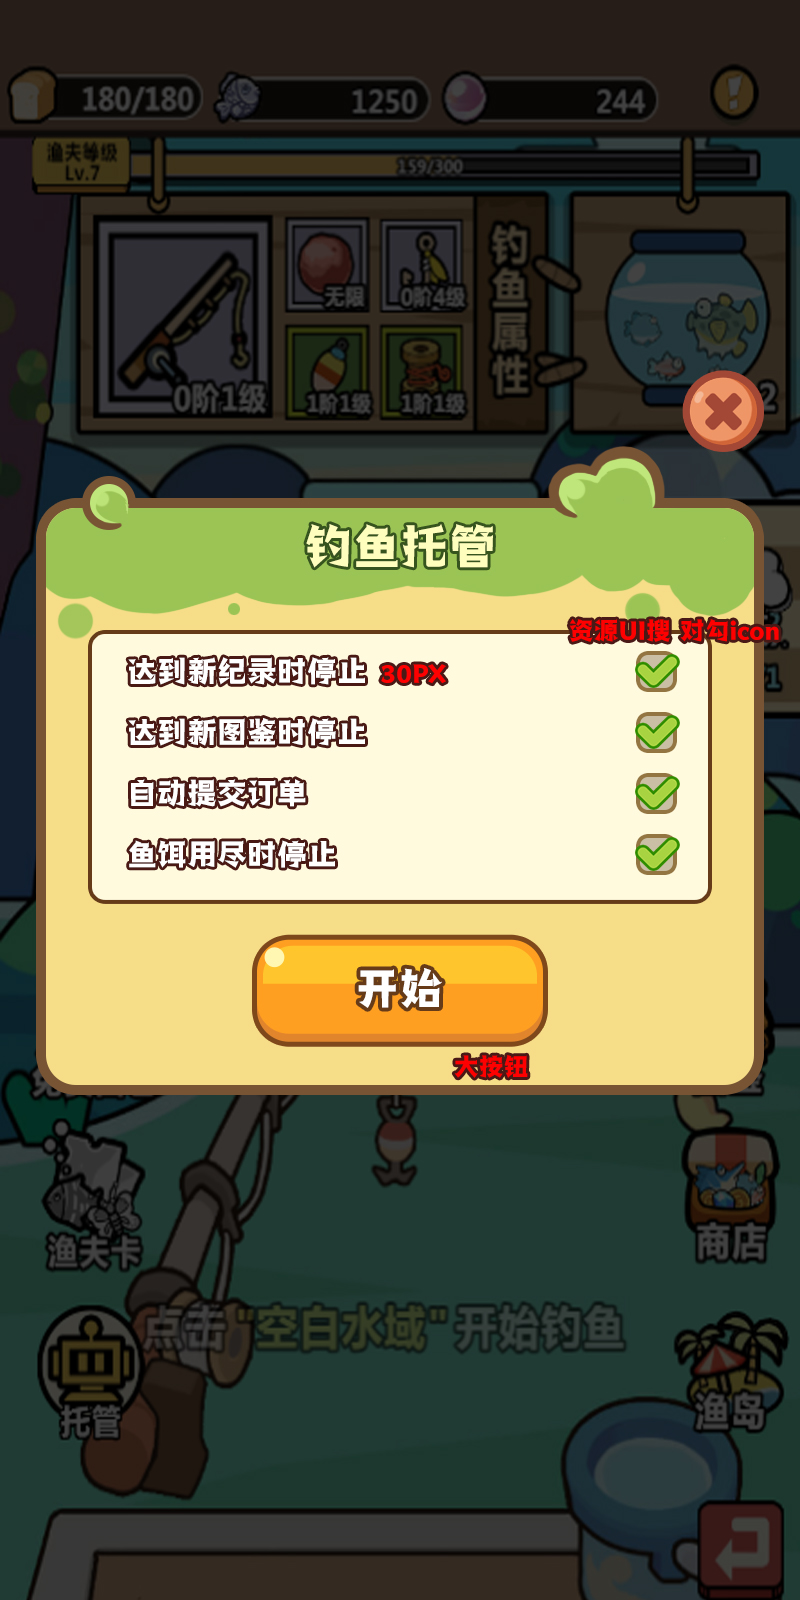 180/180
1250
244
渔夫等级
Lv.7
159/300
无限
0阶4级
0阶1级
1阶1级
1阶1级
钓鱼属性
2
钓鱼托管
资源UI搜 对勾icon
达到新纪录时停止 30PX
达到新图鉴时停止
自动提交订单
鱼饵用尽时停止
开始
大按钮
渔夫卡
商店
点击"空白水域"开始钓鱼
托管
渔岛